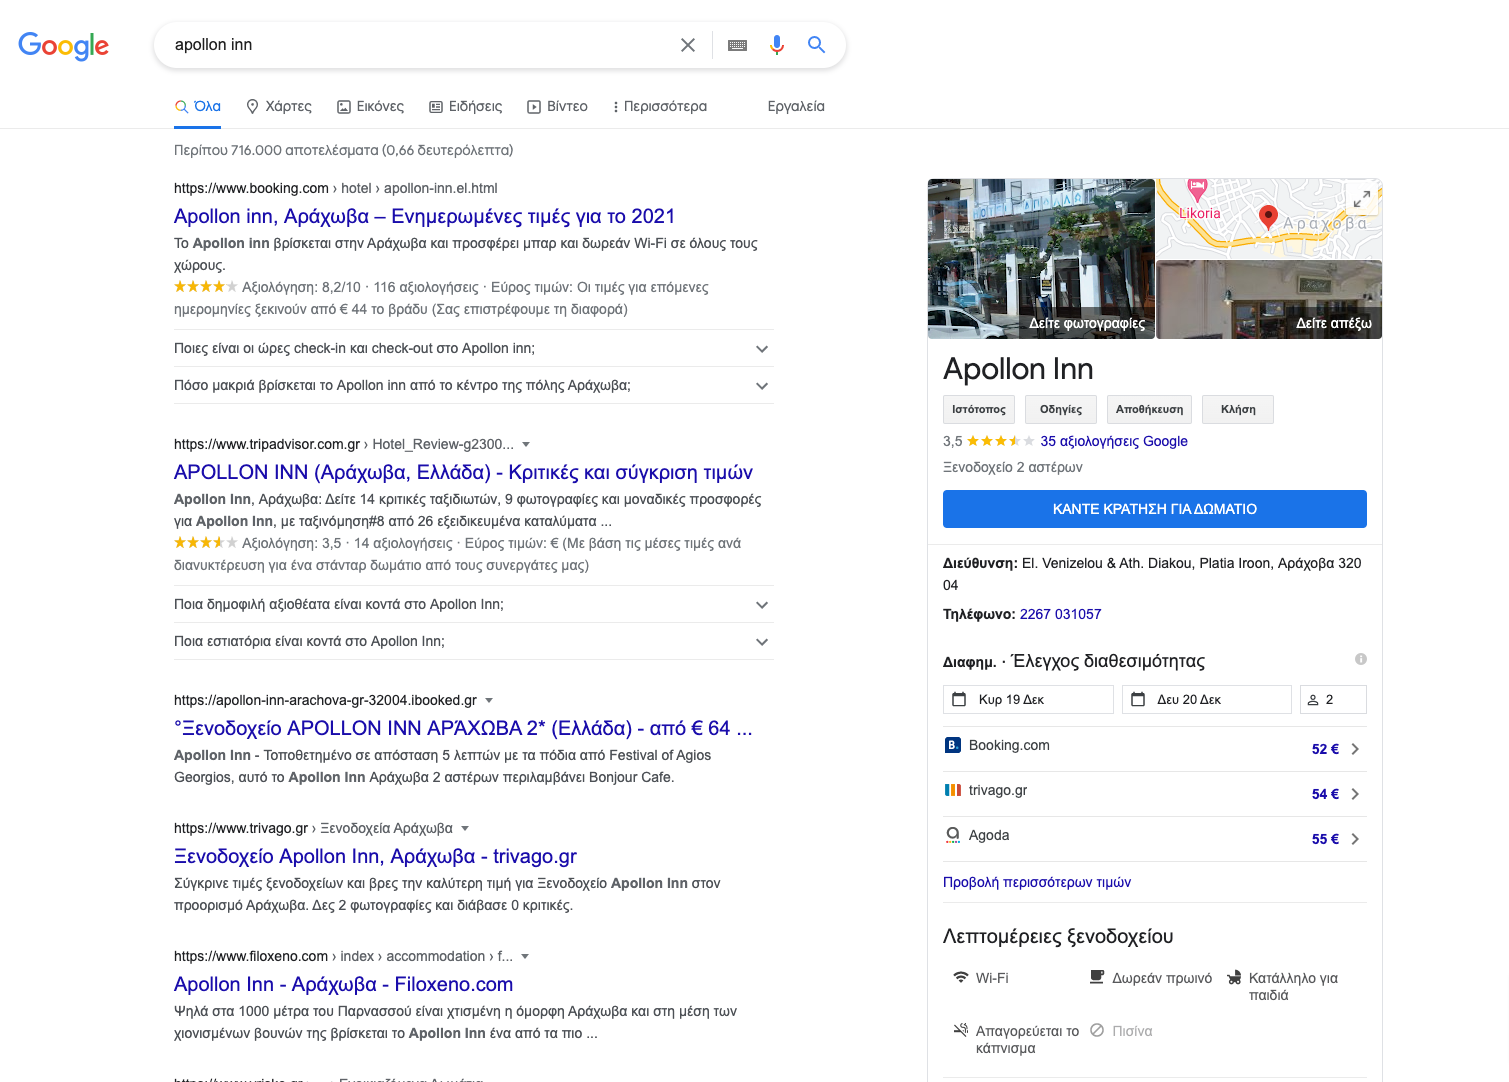 Google
apollon inn
Όλα
Χάρτες
Εικόνες
Ειδήσεις
Βίντεο
Περισσότερα
Εργαλεία
Περίπου 716.000 αποτελέσματα (0,66 δευτερόλεπτα)
https://www.booking.com › hotel › apollon-inn.el.html
Apollon inn, Αράχωβα – Ενημερωμένες τιμές για το 2021
Το Apollon inn βρίσκεται στην Αράχωβα και προσφέρει μπαρ και δωρεάν Wi-Fi σε όλους τους
χώρους.
Αξιολόγηση: 8,2/10 · 116 αξιολογήσεις · Εύρος τιμών: Οι τιμές για επόμενες
ημερομηνίες ξεκινούν από € 44 το βράδυ (Σας επιστρέφουμε τη διαφορά)
Ποιες είναι οι ώρες check-in και check-out στο Apollon inn;
Πόσο μακριά βρίσκεται το Apollon inn από το κέντρο της πόλης Αράχωβα;
https://www.tripadvisor.com.gr › Hotel_Review-g2300...
APOLLON INN (Αράχωβα, Ελλάδα) - Κριτικές και σύγκριση τιμών
Apollon Inn, Αράχωβα: Δείτε 14 κριτικές ταξιδιωτών, 9 φωτογραφίες και μοναδικές προσφορές
για Apollon Inn, με ταξινόμηση#8 από 26 εξειδικευμένα καταλύματα ...
Αξιολόγηση: 3,5 · 14 αξιολογήσεις · Εύρος τιμών: € (Με βάση τις μέσες τιμές ανά
διανυκτέρευση για ένα στάνταρ δωμάτιο από τους συνεργάτες μας)
Ποια δημοφιλή αξιοθέατα είναι κοντά στο Apollon Inn;
Ποια εστιατόρια είναι κοντά στο Apollon Inn;
https://apollon-inn-arachova-gr-32004.ibooked.gr
°Ξενοδοχείο APOLLON INN ΑΡΆΧΩΒΑ 2* (Ελλάδα) - από € 64 ...
Apollon Inn - Τοποθετημένο σε απόσταση 5 λεπτών με τα πόδια από Festival of Agios
Georgios, αυτό το Apollon Inn Αράχωβα 2 αστέρων περιλαμβάνει Bonjour Cafe.
https://www.trivago.gr › Ξενοδοχεία Αράχωβα
Ξενοδοχείο Apollon Inn, Αράχωβα - trivago.gr
Σύγκρινε τιμές ξενοδοχείων και βρες την καλύτερη τιμή για Ξενοδοχείο Apollon Inn στον
προορισμό Αράχωβα. Δες 2 φωτογραφίες και διάβασε 0 κριτικές.
https://www.filoxeno.com › index › accommodation › f...
Apollon Inn - Αράχωβα - Filoxeno.com
Ψηλά στα 1000 μέτρα του Παρνασσού είναι χτισμένη η όμορφη Αράχωβα και στη μέση των
χιονισμένων βουνών της βρίσκεται το Apollon Inn ένα από τα πιο ...
Likoria
Αράχοβα
Δείτε φωτογραφίες
Δείτε απέξω
Apollon Inn
Ιστότοπος
Οδηγίες
Αποθήκευση
Κλήση
3,5
35 αξιολογήσεις Google
Ξενοδοχείο 2 αστέρων
ΚΑΝΤΕ ΚΡΑΤΗΣΗ ΓΙΑ ΔΩΜΑΤΙΟ
Διεύθυνση: El. Venizelou & Ath. Diakou, Platia Iroon, Αράχοβα 320
04
Τηλέφωνο: 2267 031057
Διαφημ. · Έλεγχος διαθεσιμότητας
Κυρ 19 Δεκ
Δευ 20 Δεκ
2
Booking.com
52 €
trivago.gr
54 €
Agoda
55 €
Προβολή περισσότερων τιμών
Λεπτομέρειες ξενοδοχείου
Wi-Fi
Δωρεάν πρωινό
Κατάλληλο για
παιδιά
Απαγορεύεται το
κάπνισμα
Πισίνα